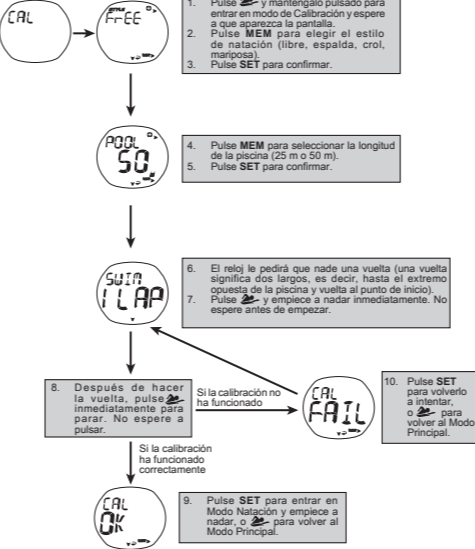 CAL
STYLE
FrEE
1. Pulse y manténgalo pulsado para
entrar en modo de Calibración y espere
a que aparezca la pantalla.
2. Pulse MEM para elegir el estilo
de natación (libre, espalda, crol,
mariposa).
3. Pulse SET para confirmar.
POOL
50
4. Pulse MEM para seleccionar la longitud
de la piscina (25 m o 50 m).
5. Pulse SET para confirmar.
SWIM
1 LAP
6. El reloj le pedirá que nade una vuelta (una vuelta
significa dos largos, es decir, hasta el extremo
opuesta de la piscina y vuelta al punto de inicio).
7. Pulse y empiece a nadar inmediatamente. No
espere antes de empezar.
8. Después de hacer
la vuelta, pulse
inmediatamente para
parar. No espere a
pulsar.
Si la calibración no
ha funcionado
CAL
FAIL
10. Pulse SET
para volverlo
a intentar,
o para
volver al Modo
Principal.
Si la calibración
ha funcionado
correctamente
CAL
OK
9. Pulse SET para entrar en
Modo Natación y empiece a
nadar, o para volver al
Modo Principal.